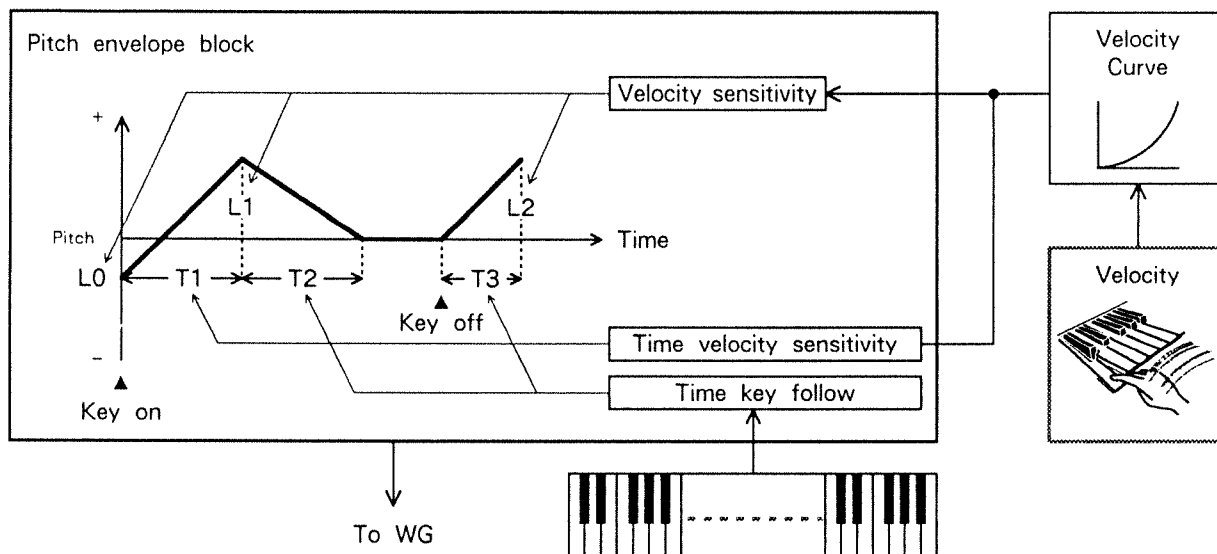 Pitch envelope block
Velocity
Curve
Velocity sensitivity
+
L1
L2
Pitch
Time
L0
T1
T2
T3
Velocity
Key off
Time velocity sensitivity
−
Time key follow
Key on
To WG